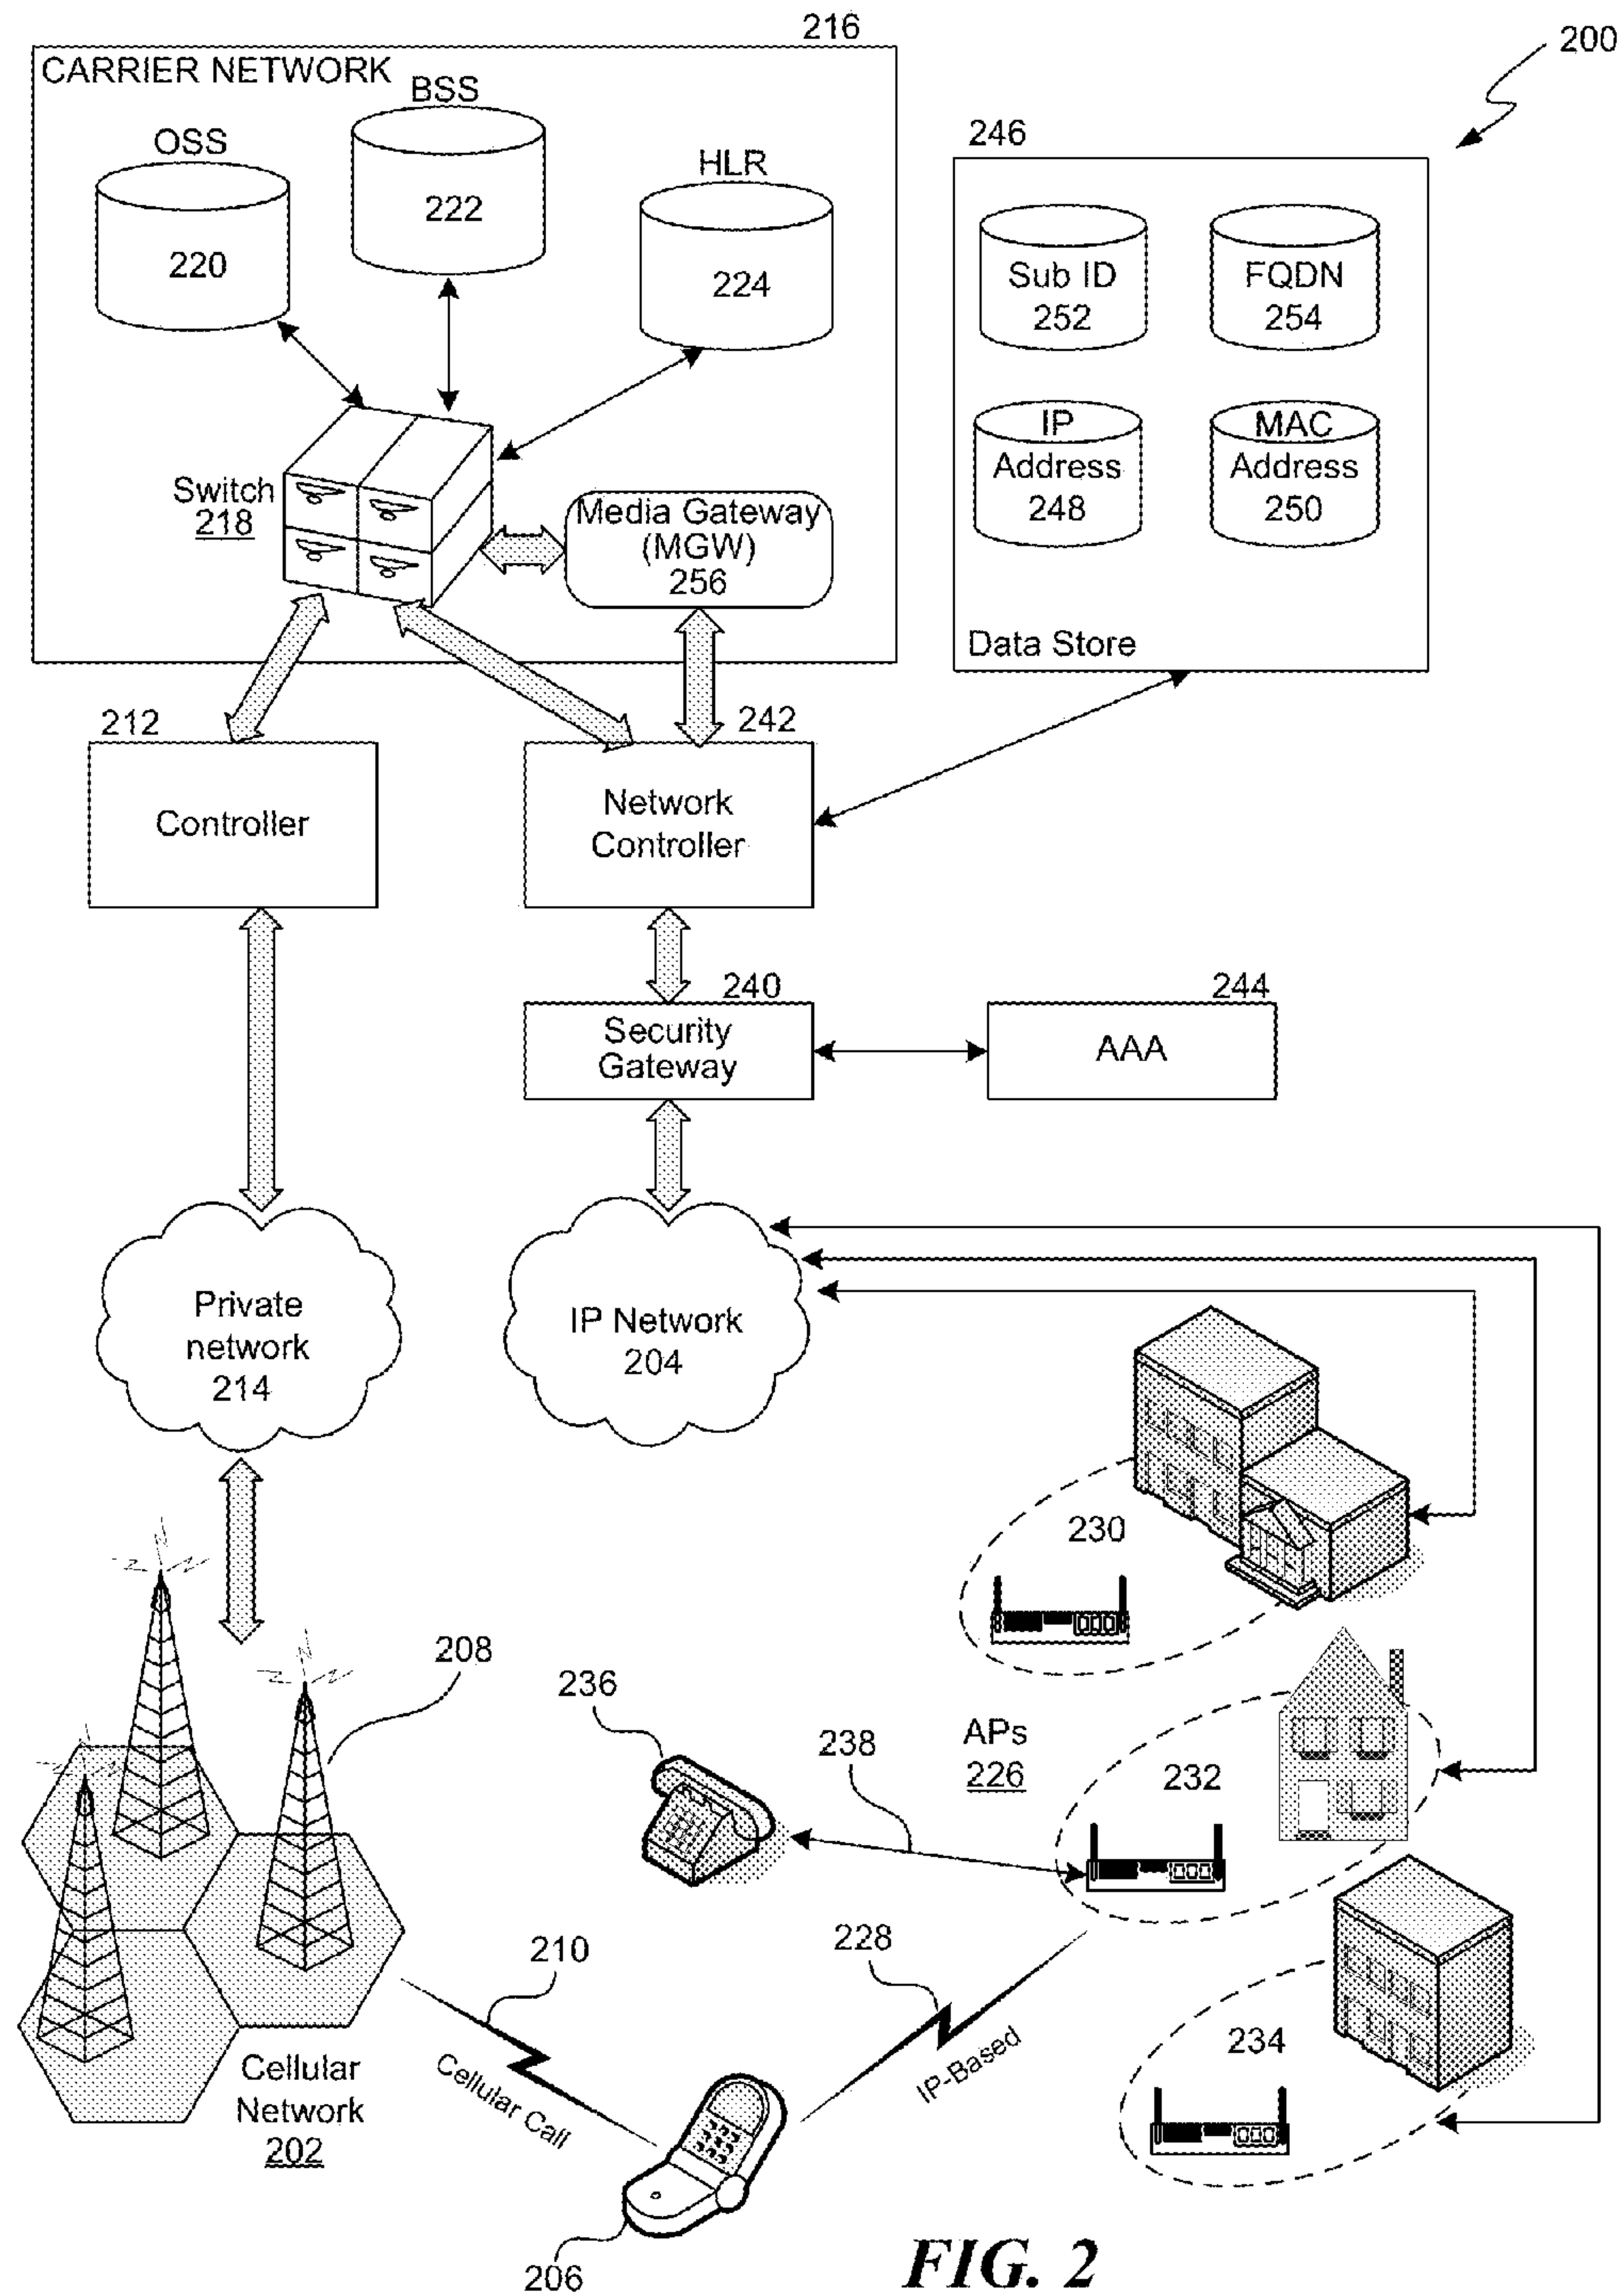 216
200
CARRIER NETWORK
BSS
222
OSS
220
HLR
224
246
Sub ID
252
FQDN
254
IP
Address
248
MAC
Address
250
Data Store
Switch
218
Media Gateway
(MGW)
256
212
Controller
242
Network
Controller
240
Security
Gateway
244
AAA
Private
network
214
IP Network
204
230
208
236
238
APs
226
232
210
228
234
Cellular Call
IP-Based
Cellular
Network
202
206
FIG. 2